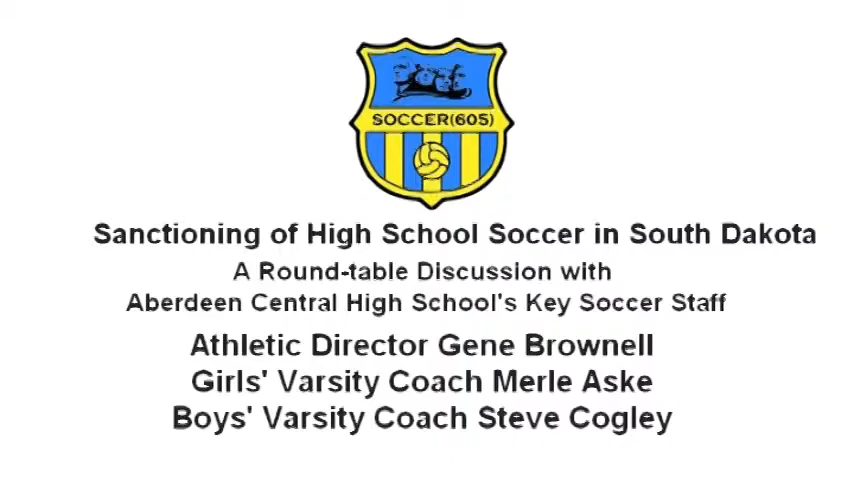 SOCCER(605)
Sanctioning of High School Soccer in South Dakota
A Round-table Discussion with
Aberdeen Central High School's Key Soccer Staff
Athletic Director Gene Brownell
Girls' Varsity Coach Merle Aske
Boys' Varsity Coach Steve Cogley